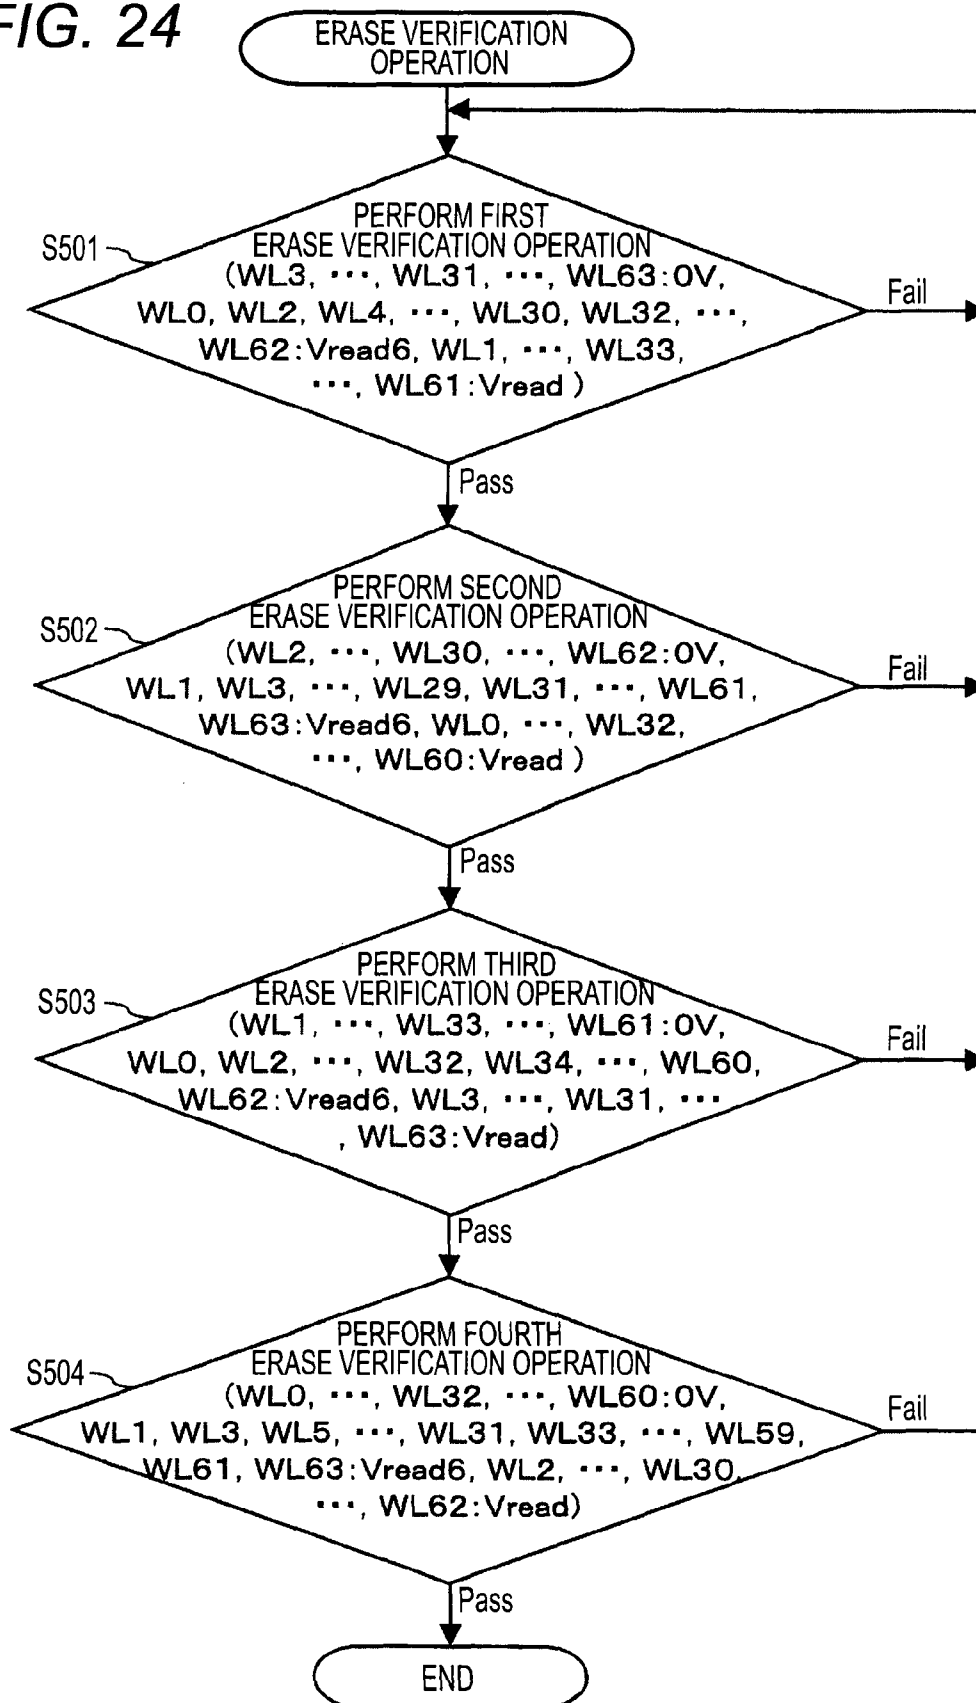 FIG. 24
ERASE VERIFICATION
OPERATION
S501
PERFORM FIRST
ERASE VERIFICATION OPERATION
(WL3, ···, WL31, ···, WL63:0V,
WL0, WL2, WL4, ···, WL30, WL32, ···,
WL62:Vread6, WL1, ···, WL33,
···, WL61:Vread )
Fail
Pass
S502
PERFORM SECOND
ERASE VERIFICATION OPERATION
(WL2, ···, WL30, ···, WL62:0V,
WL1, WL3, ···, WL29, WL31, ···, WL61,
WL63:Vread6, WL0, ···, WL32,
···, WL60:Vread )
Fail
Pass
S503
PERFORM THIRD
ERASE VERIFICATION OPERATION
(WL1, ···, WL33, ···, WL61:0V,
WL0, WL2, ···, WL32, WL34, ···, WL60,
WL62:Vread6, WL3, ···, WL31, ···
, WL63:Vread)
Fail
Pass
S504
PERFORM FOURTH
ERASE VERIFICATION OPERATION
(WL0, ···, WL32, ···, WL60:0V,
WL1, WL3, WL5, ···, WL31, WL33, ···, WL59,
WL61, WL63:Vread6, WL2, ···, WL30,
···, WL62:Vread)
Fail
Pass
END